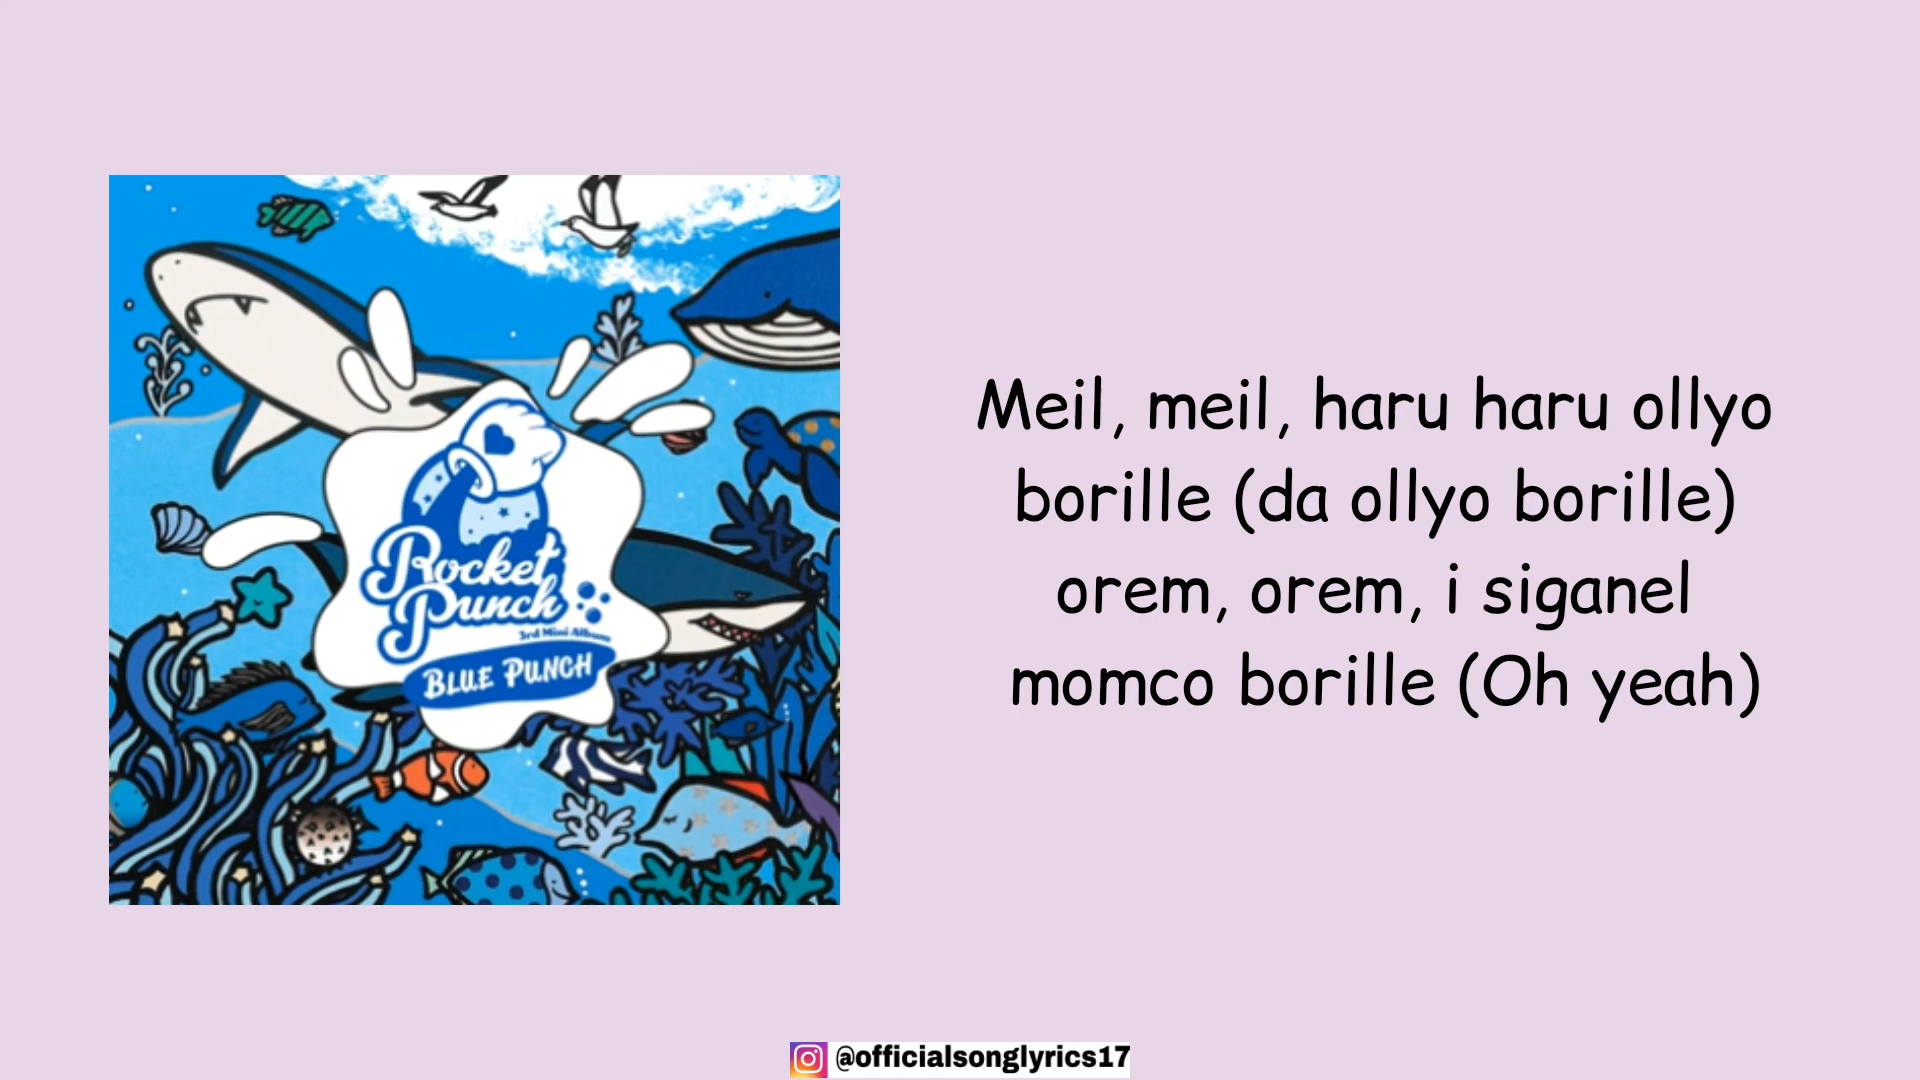 Rocket
Punch
3rd Mini Album
BLUE PUNCH
Meil, meil, haru haru ollyo
borille (da ollyo borille)
orem, orem, i siganel
momco borille (Oh yeah)
@officialsonglyrics17